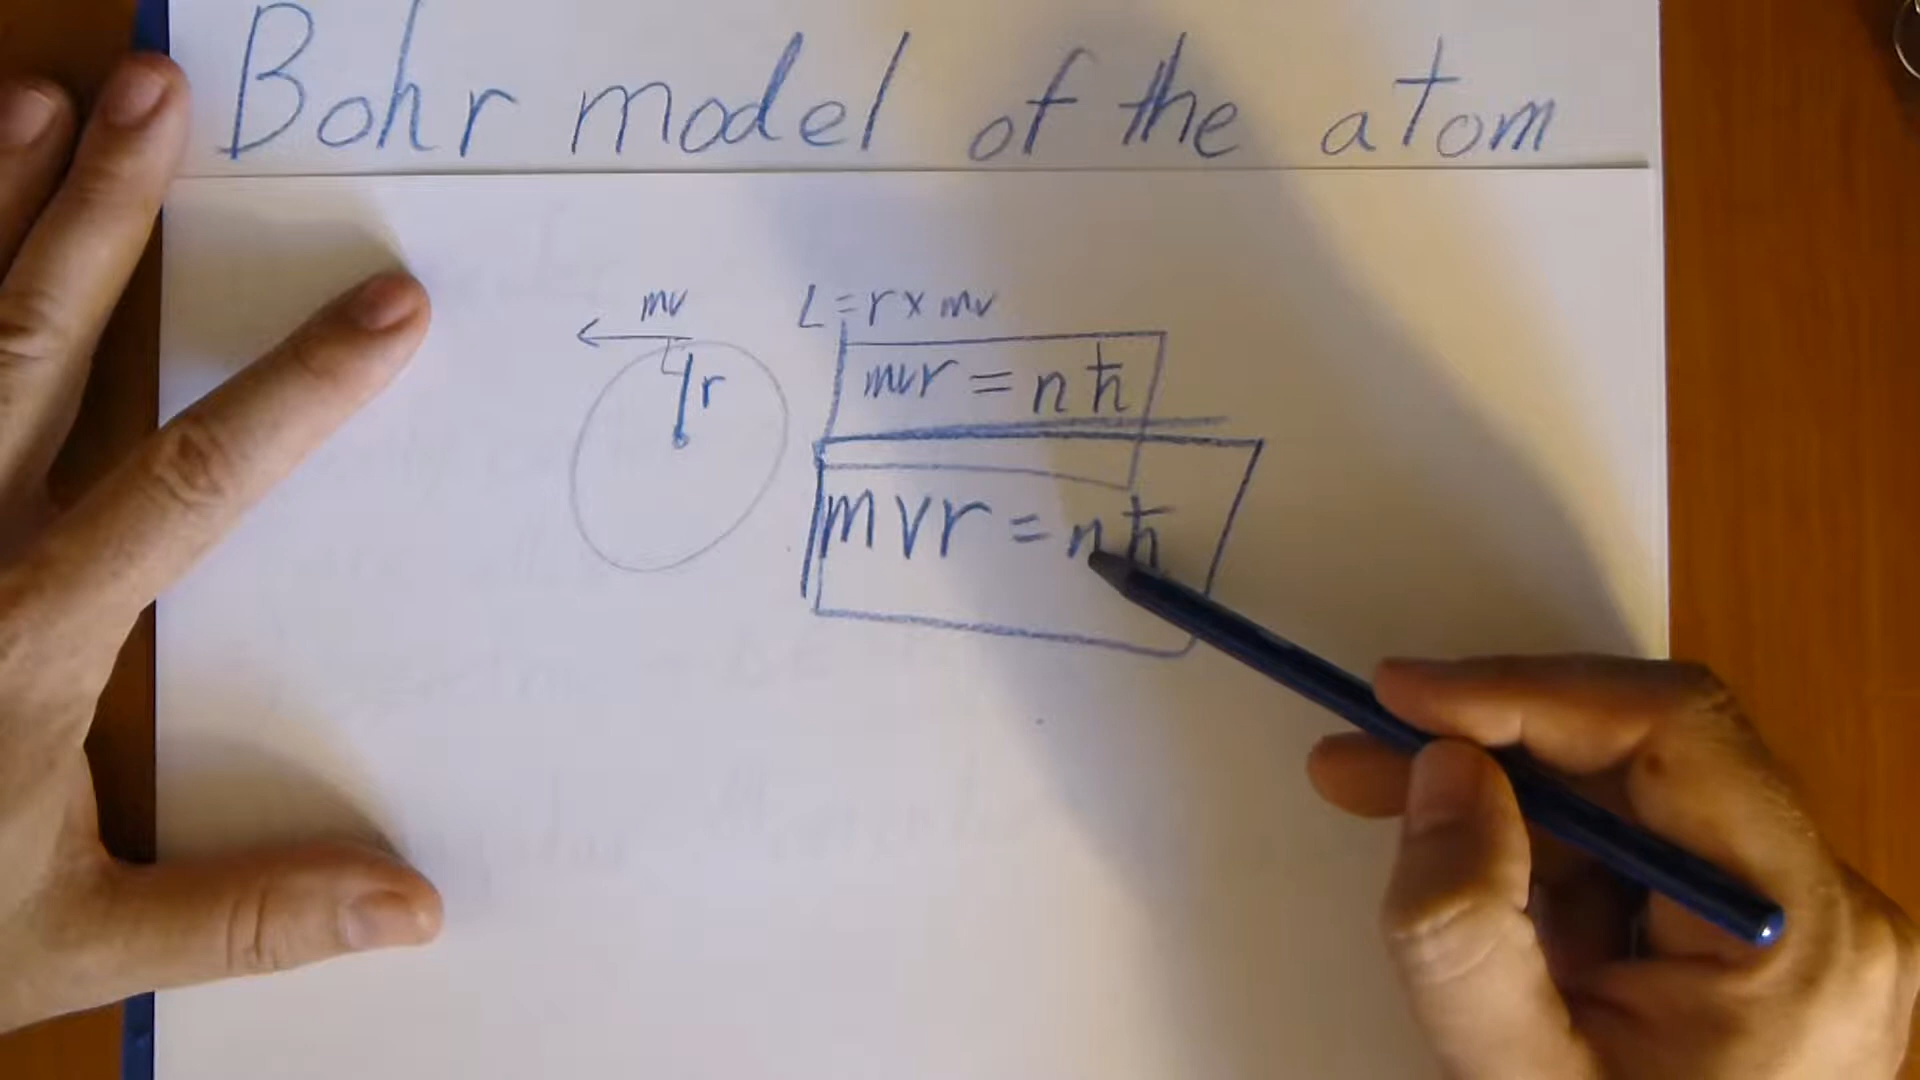 Bohr model of the atom
mv
L = r x mv
r
mvr = nħ
mvr = nħ